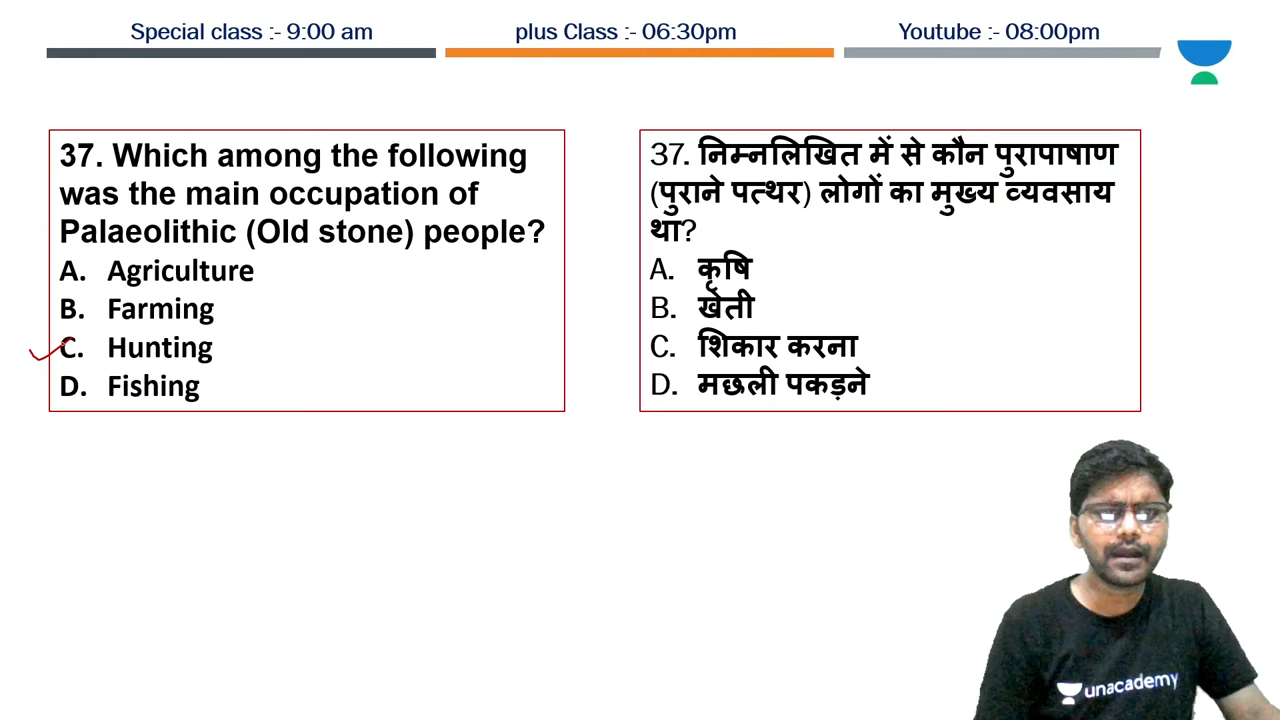 Special class :- 9:00 am
plus Class :- 06:30pm
Youtube :- 08:00pm
37. Which among the following
was the main occupation of
Palaeolithic (Old stone) people?
A. Agriculture
B. Farming
C. Hunting
D. Fishing
37. निम्नलिखित में से कौन पुरापाषाण
(पुराने पत्थर) लोगों का मुख्य व्यवसाय
था?
A. कृषि
B. खेती
C. शिकार करना
D. मछली पकड़ने
unacademy